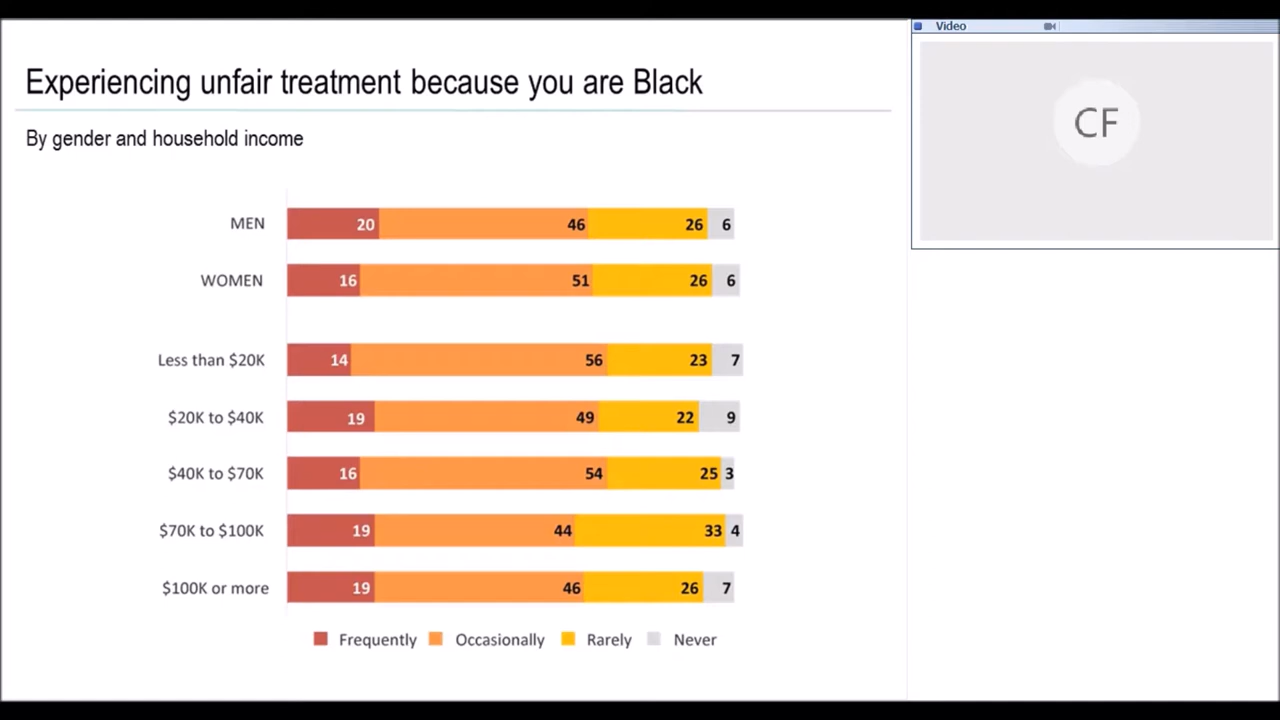 Video
Experiencing unfair treatment because you are Black
CF
By gender and household income
MEN 20 46 26 6
WOMEN 16 51 26 6
Less than $20K 14 56 23 7
$20K to $40K 19 49 22 9
$40K to $70K 16 54 25 3
$70K to $100K 19 44 33 4
$100K or more 19 46 26 7
Frequently Occasionally Rarely Never